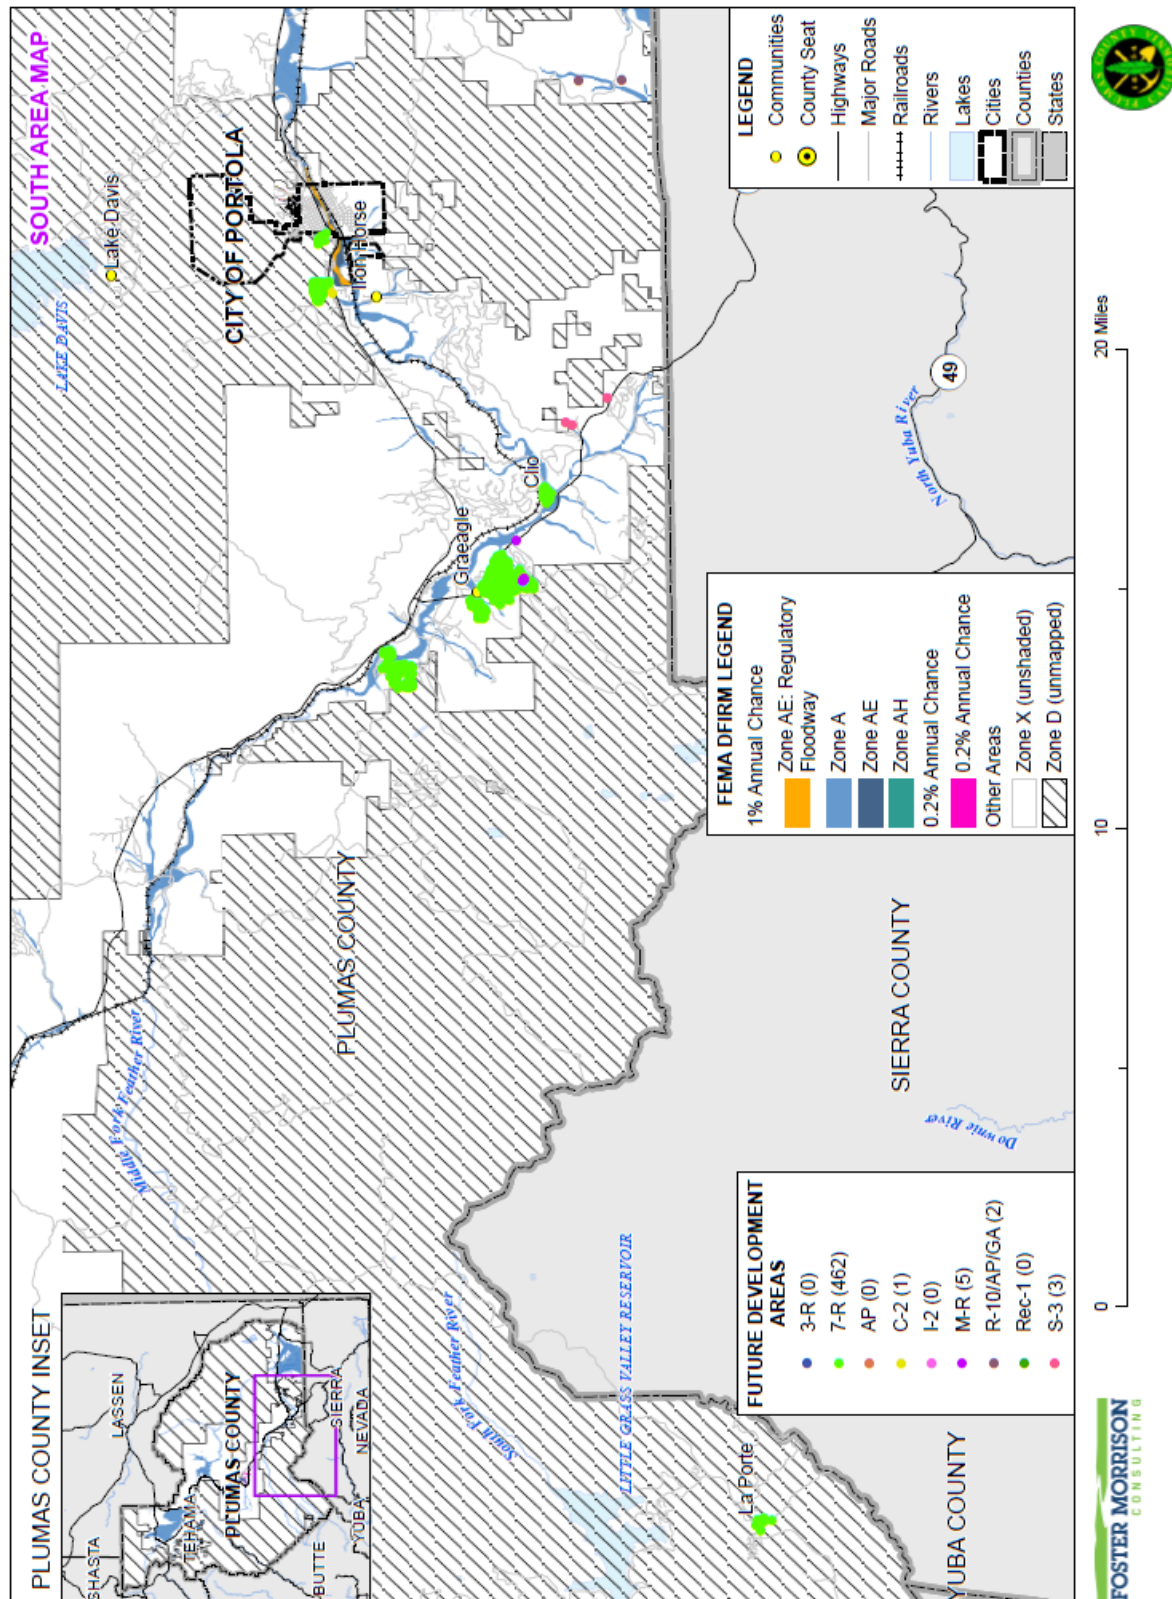 SOUTH AREA MAP
PLUMAS COUNTY INSET
SHASTA
LASSEN
TEHAMA
PLUMAS COUNTY
BUTTE
YUBA
SIERRA
NEVADA
LAKE DAVIS
Lake Davis
CITY OF PORTOLA
Iron Horse
Middle Fork Feather River
Graeagle
Clio
PLUMAS COUNTY
South Fork Feather River
LITTLE GRASS VALLEY RESERVOIR
La Porte
YUBA COUNTY
SIERRA COUNTY
Downie River
North Yuba River
49
FUTURE DEVELOPMENT
AREAS
3-R (0)
7-R (462)
AP (0)
C-2 (1)
I-2 (0)
M-R (5)
R-10/AP/GA (2)
Rec-1 (0)
S-3 (3)
FEMA DFIRM LEGEND
1% Annual Chance
Zone AE: Regulatory
Floodway
Zone A
Zone AE
Zone AH
0.2% Annual Chance
0.2% Annual Chance
Other Areas
Zone X (unshaded)
Zone D (unmapped)
LEGEND
Communities
County Seat
Highways
Major Roads
Railroads
Rivers
Lakes
Cities
Counties
States
FOSTER MORRISON
CONSULTING
0
10
20 Miles